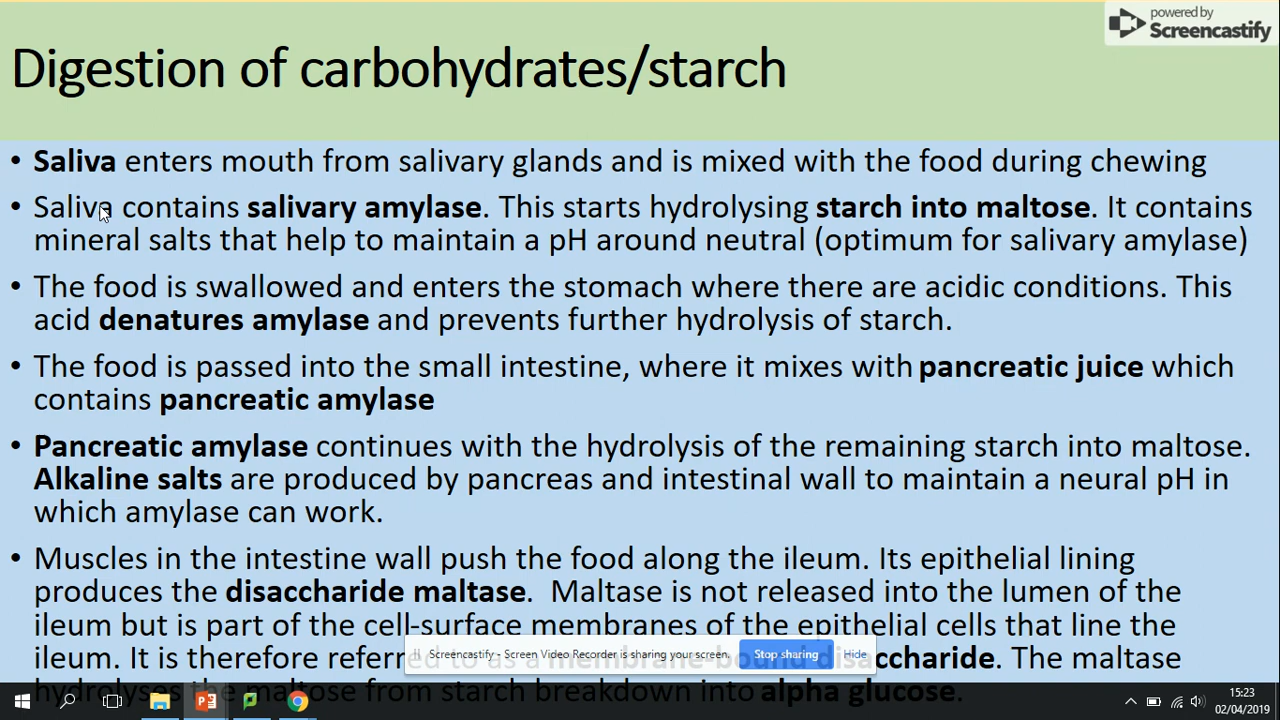 powered by
Screencastify
Digestion of carbohydrates/starch
• Saliva enters mouth from salivary glands and is mixed with the food during chewing
• Saliva contains salivary amylase. This starts hydrolysing starch into maltose. It contains
mineral salts that help to maintain a pH around neutral (optimum for salivary amylase)
• The food is swallowed and enters the stomach where there are acidic conditions. This
acid denatures amylase and prevents further hydrolysis of starch.
• The food is passed into the small intestine, where it mixes with pancreatic juice which
contains pancreatic amylase
• Pancreatic amylase continues with the hydrolysis of the remaining starch into maltose.
Alkaline salts are produced by pancreas and intestinal wall to maintain a neural pH in
which amylase can work.
• Muscles in the intestine wall push the food along the ileum. Its epithelial lining
produces the disaccharide maltase. Maltase is not released into the lumen of the
ileum but is part of the cell-surface membranes of the epithelial cells that line the
ileum. It is therefore referred to as a membrane-bound disaccharide. The maltase
Screencastify - Screen Video Recorder is sharing your screen. Stop sharing Hide
hydrolyses the maltose from starch breakdown into alpha glucose.
15:23
02/04/2019